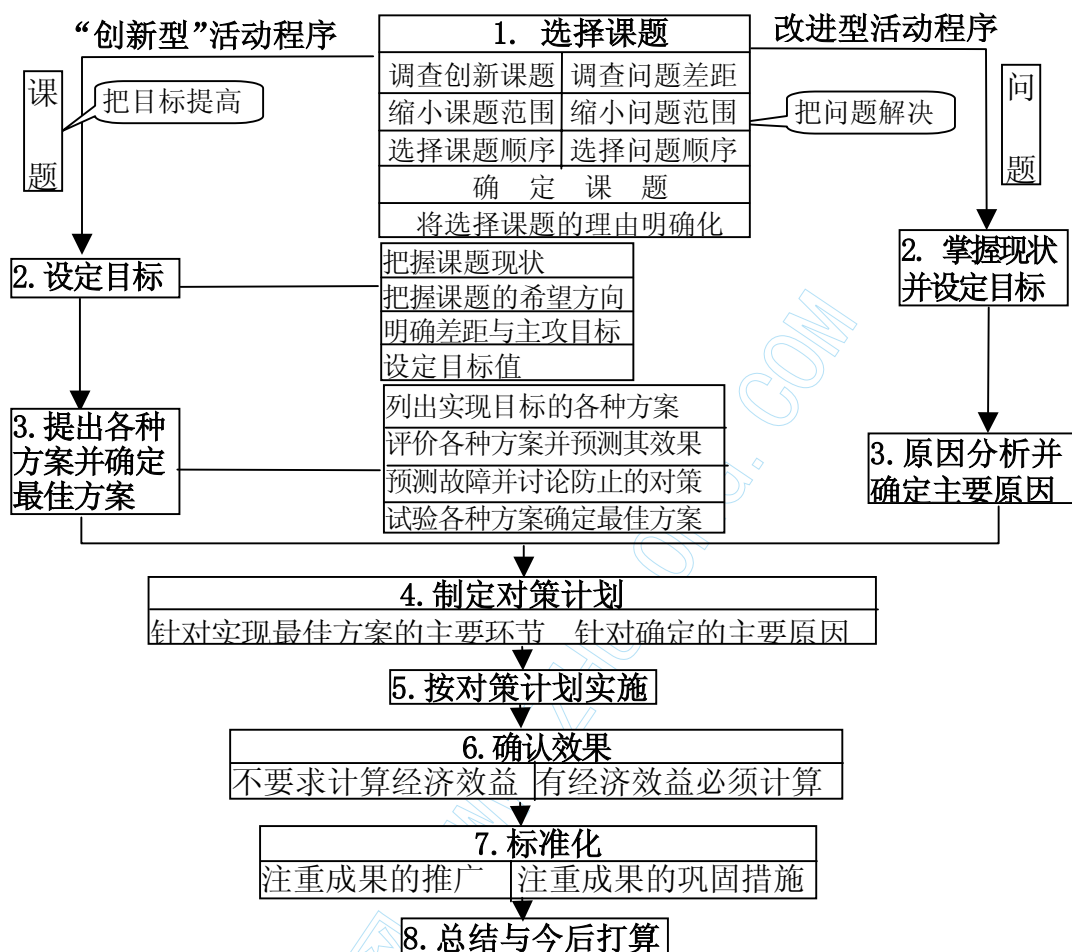 “创新型”活动程序
1. 选择课题
改进型活动程序
调查创新课题 调查问题差距
缩小课题范围 缩小问题范围
选择课题顺序 选择问题顺序
确 定 课 题
将选择课题的理由明确化
课
题
把目标提高
把问题解决
问
题
2. 设定目标
把握课题现状
把握课题的希望方向
明确差距与主攻目标
设定目标值
2. 掌握现状
并设定目标
3. 提出各种
方案并确定
最佳方案
列出实现目标的各种方案
评价各种方案并预测其效果
预测故障并讨论防止的对策
试验各种方案确定最佳方案
3. 原因分析并
确定主要原因
4. 制定对策计划
针对实现最佳方案的主要环节 针对确定的主要原因
5. 按对策计划实施
6. 确认效果
不要求计算经济效益 有经济效益必须计算
7. 标准化
注重成果的推广 注重成果的巩固措施
8. 总结与今后打算